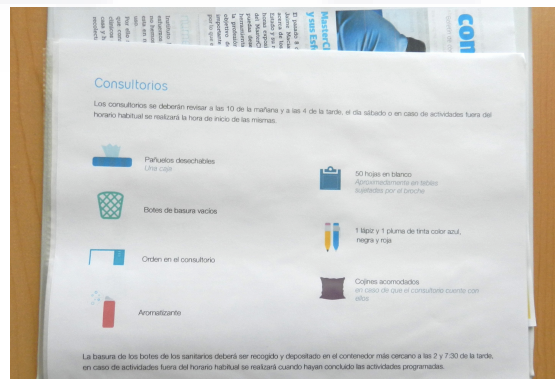 MasterCl
y sus Esf
con
Consultorios
Los consultorios se deberán revisar a las 10 de la mañana y a las 4 de la tarde, el día sábado o en caso de actividades fuera del
horario habitual se realizará la hora de inicio de las mismas.
Pañuelos desechables
Una caja
Botes de basura vacíos
Orden en el consultorio
Aromatizante
50 hojas en blanco
Aproximadamente en tables
sujetadas por el broche
1 lápiz y 1 pluma de tinta color azul,
negra y roja
Cojines acomodados
en caso de que el consultorio cuente con
ellos
La basura de los botes de los sanitarios deberá ser recogido y depositado en el contenedor más cercano a las 2 y 7:30 de la tarde,
en caso de actividades fuera del horario habitual se realizará cuando hayan concluido las actividades programadas.